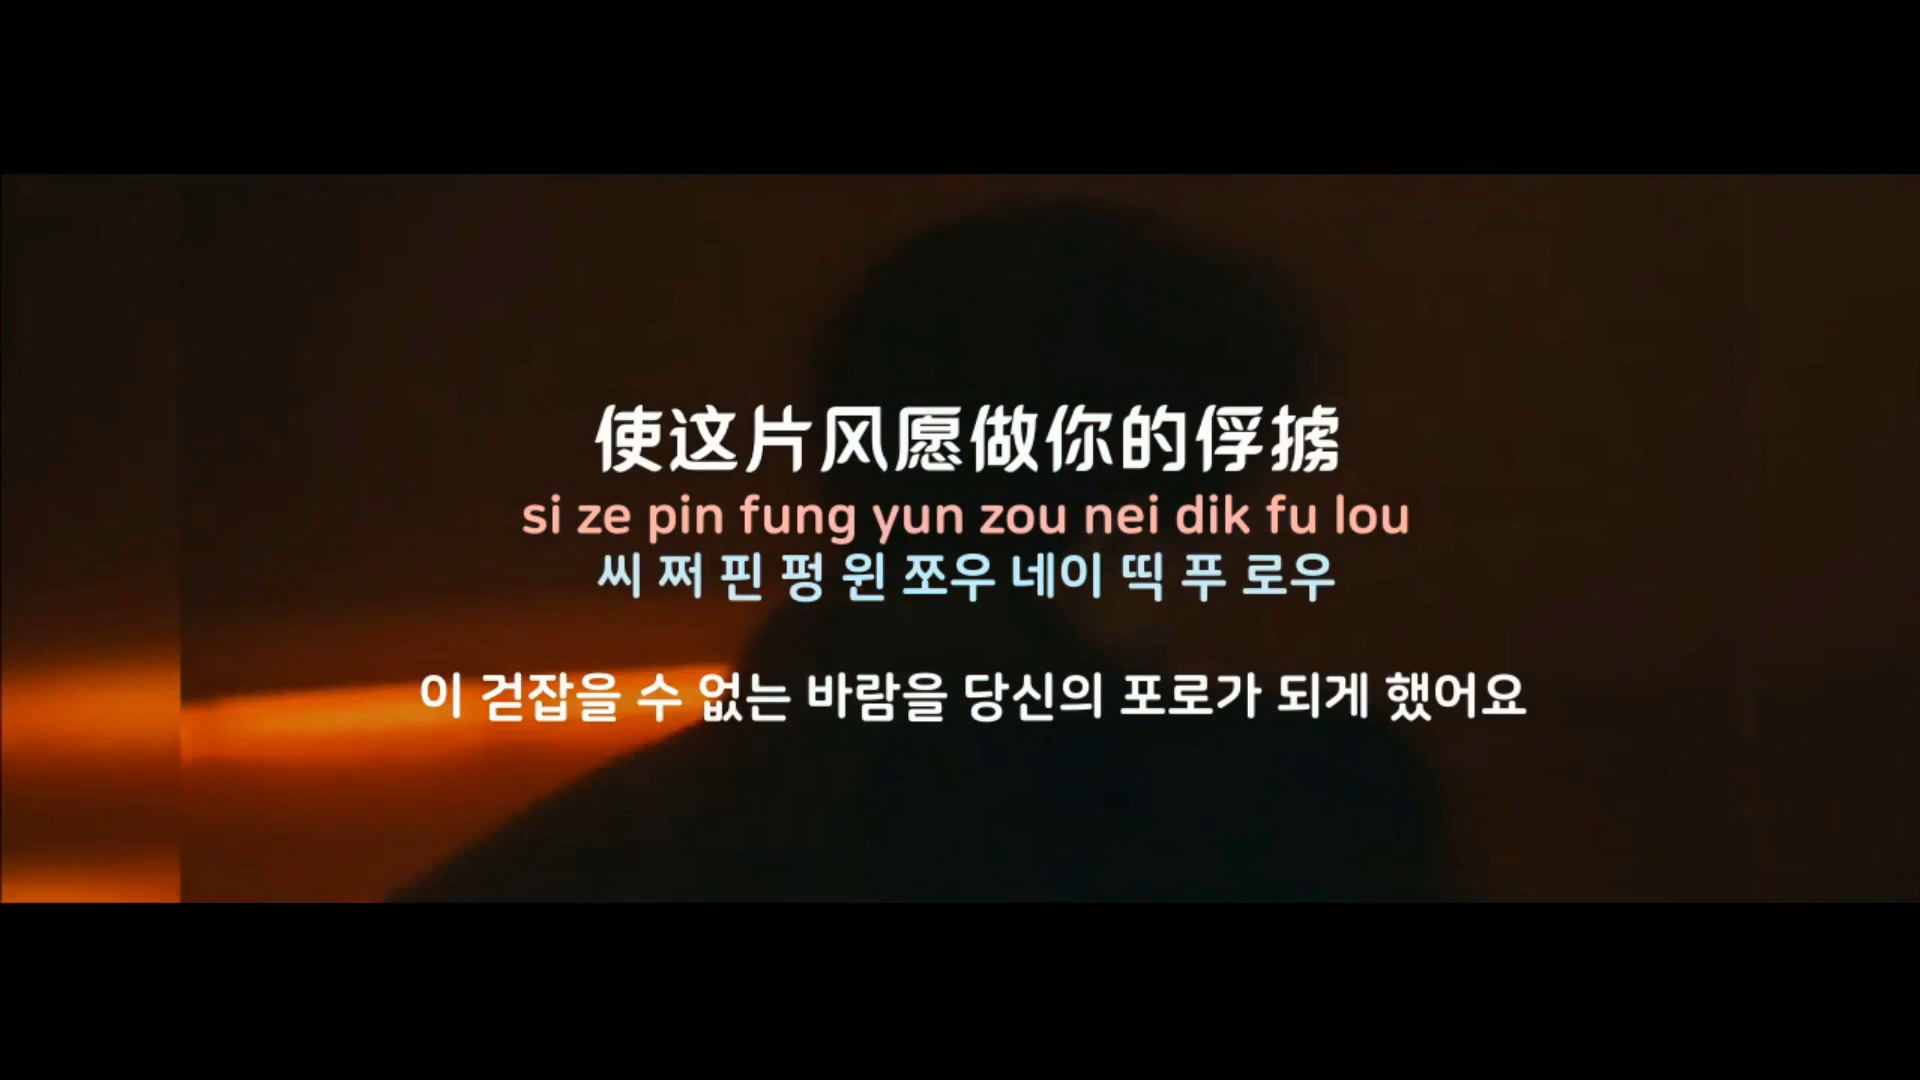 使这片风愿做你的俘掳
si ze pin fung yun zou nei dik fu lou
씨 쩌 핀 펑 윈 쪼우 네이 띡 푸 로우
이 걷잡을 수 없는 바람을 당신의 포로가 되게 했어요